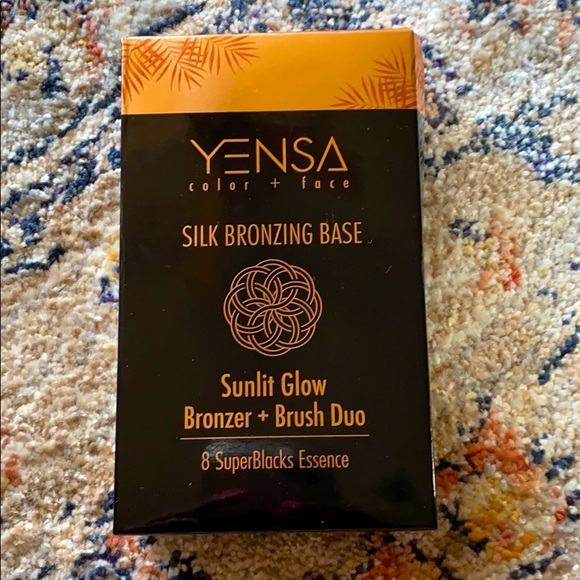 YENSA
color + face
SILK BRONZING BASE
Sunlit Glow
Bronzer + Brush Duo
8 SuperBlacks Essence